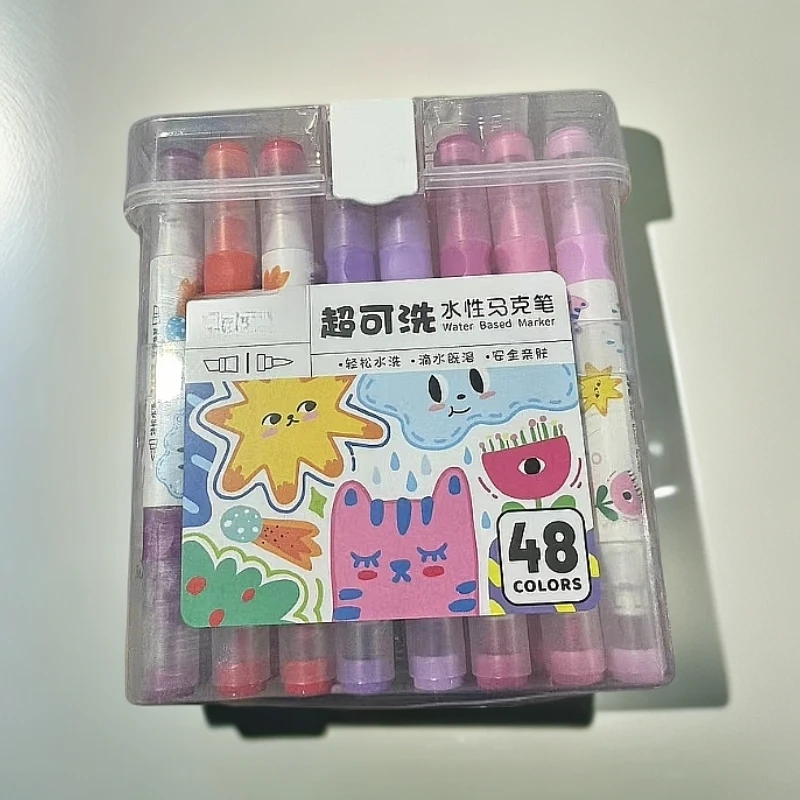 超可洗 水性马克笔
Water Based Marker
·轻松水洗 ·滴水既溶 ·安全亲肤
48
COLORS